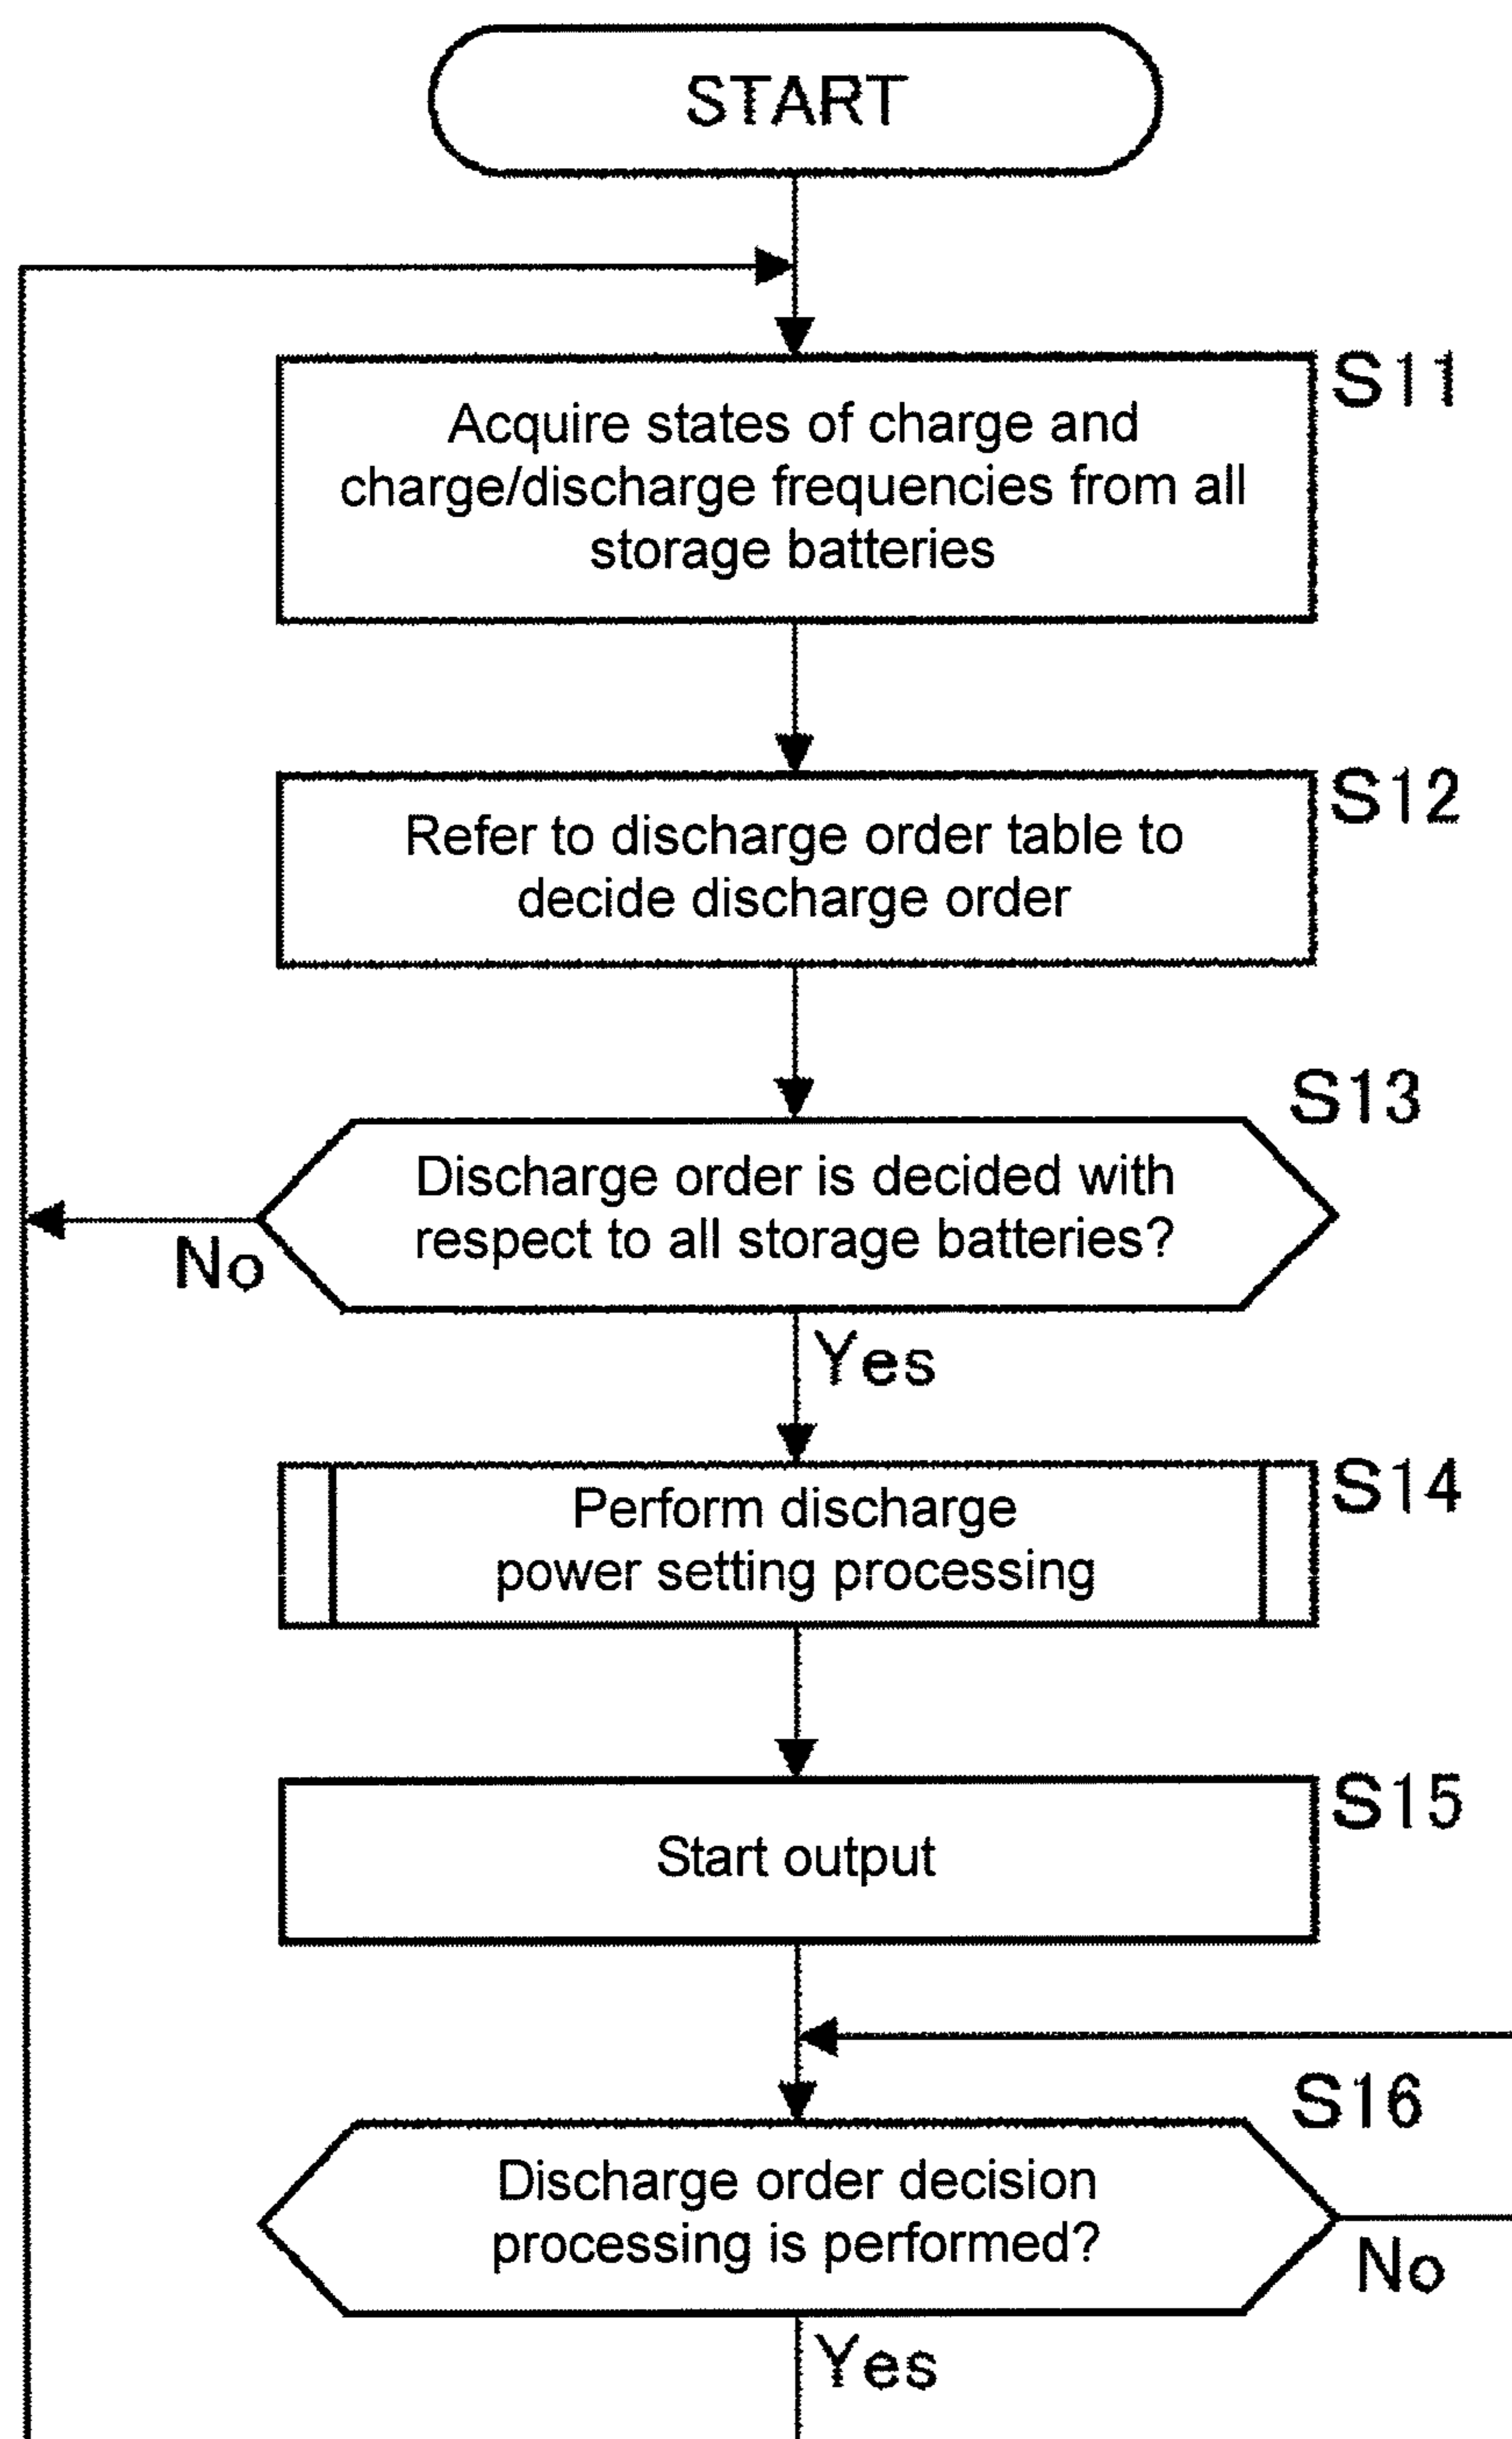 START
S11
Acquire states of charge and
charge/discharge frequencies from all
storage batteries
S12
Refer to discharge order table to
decide discharge order
S13
Discharge order is decided with
respect to all storage batteries?
No
Yes
S14
Perform discharge
power setting processing
S15
Start output
S16
Discharge order decision
processing is performed?
No
Yes